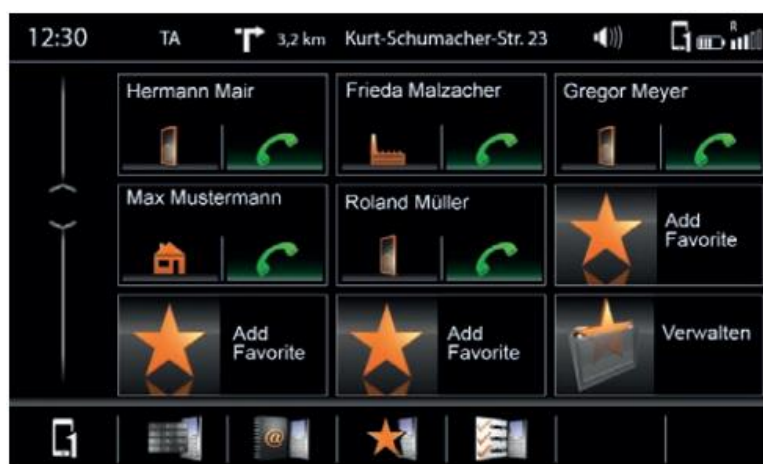 12:30 TA 3,2 km Kurt-Schumacher-Str. 23 R
Hermann Mair
Frieda Malzacher
Gregor Meyer
Max Mustermann
Roland Müller
Add
Favorite
Add
Favorite
Add
Favorite
Verwalten